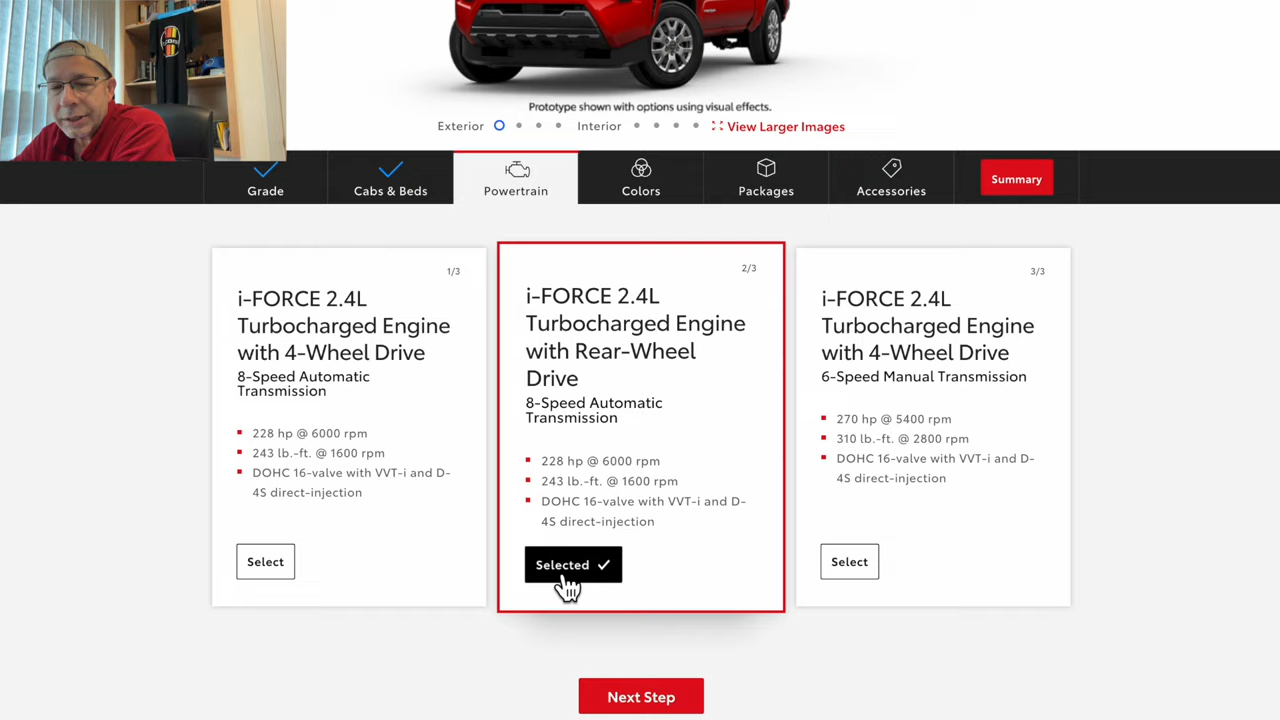 Prototype shown with options using visual effects.
Exterior
Interior
View Larger Images
Grade
Cabs & Beds
Powertrain
Colors
Packages
Accessories
Summary
1/3
i-FORCE 2.4L
Turbocharged Engine
with 4-Wheel Drive
8-Speed Automatic
Transmission
228 hp @ 6000 rpm
243 lb.-ft. @ 1600 rpm
DOHC 16-valve with VVT-i and D-
4S direct-injection
Select
2/3
i-FORCE 2.4L
Turbocharged Engine
with Rear-Wheel
Drive
8-Speed Automatic
Transmission
228 hp @ 6000 rpm
243 lb.-ft. @ 1600 rpm
DOHC 16-valve with VVT-i and D-
4S direct-injection
Selected
3/3
i-FORCE 2.4L
Turbocharged Engine
with 4-Wheel Drive
6-Speed Manual Transmission
270 hp @ 5400 rpm
310 lb.-ft. @ 2800 rpm
DOHC 16-valve with VVT-i and D-
4S direct-injection
Select
Next Step